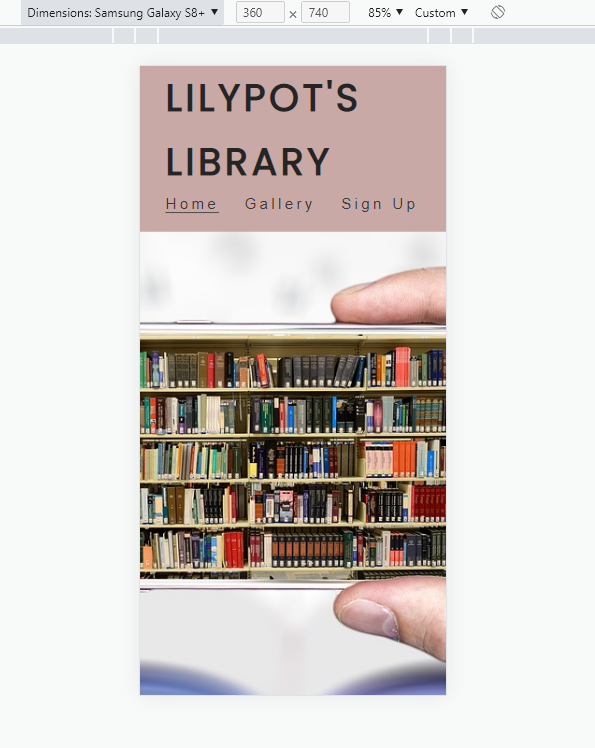 Dimensions: Samsung Galaxy S8+ ▼ 360 × 740 85% ▼ Custom ▼
LILYPOT'S
LIBRARY
Home Gallery Sign Up